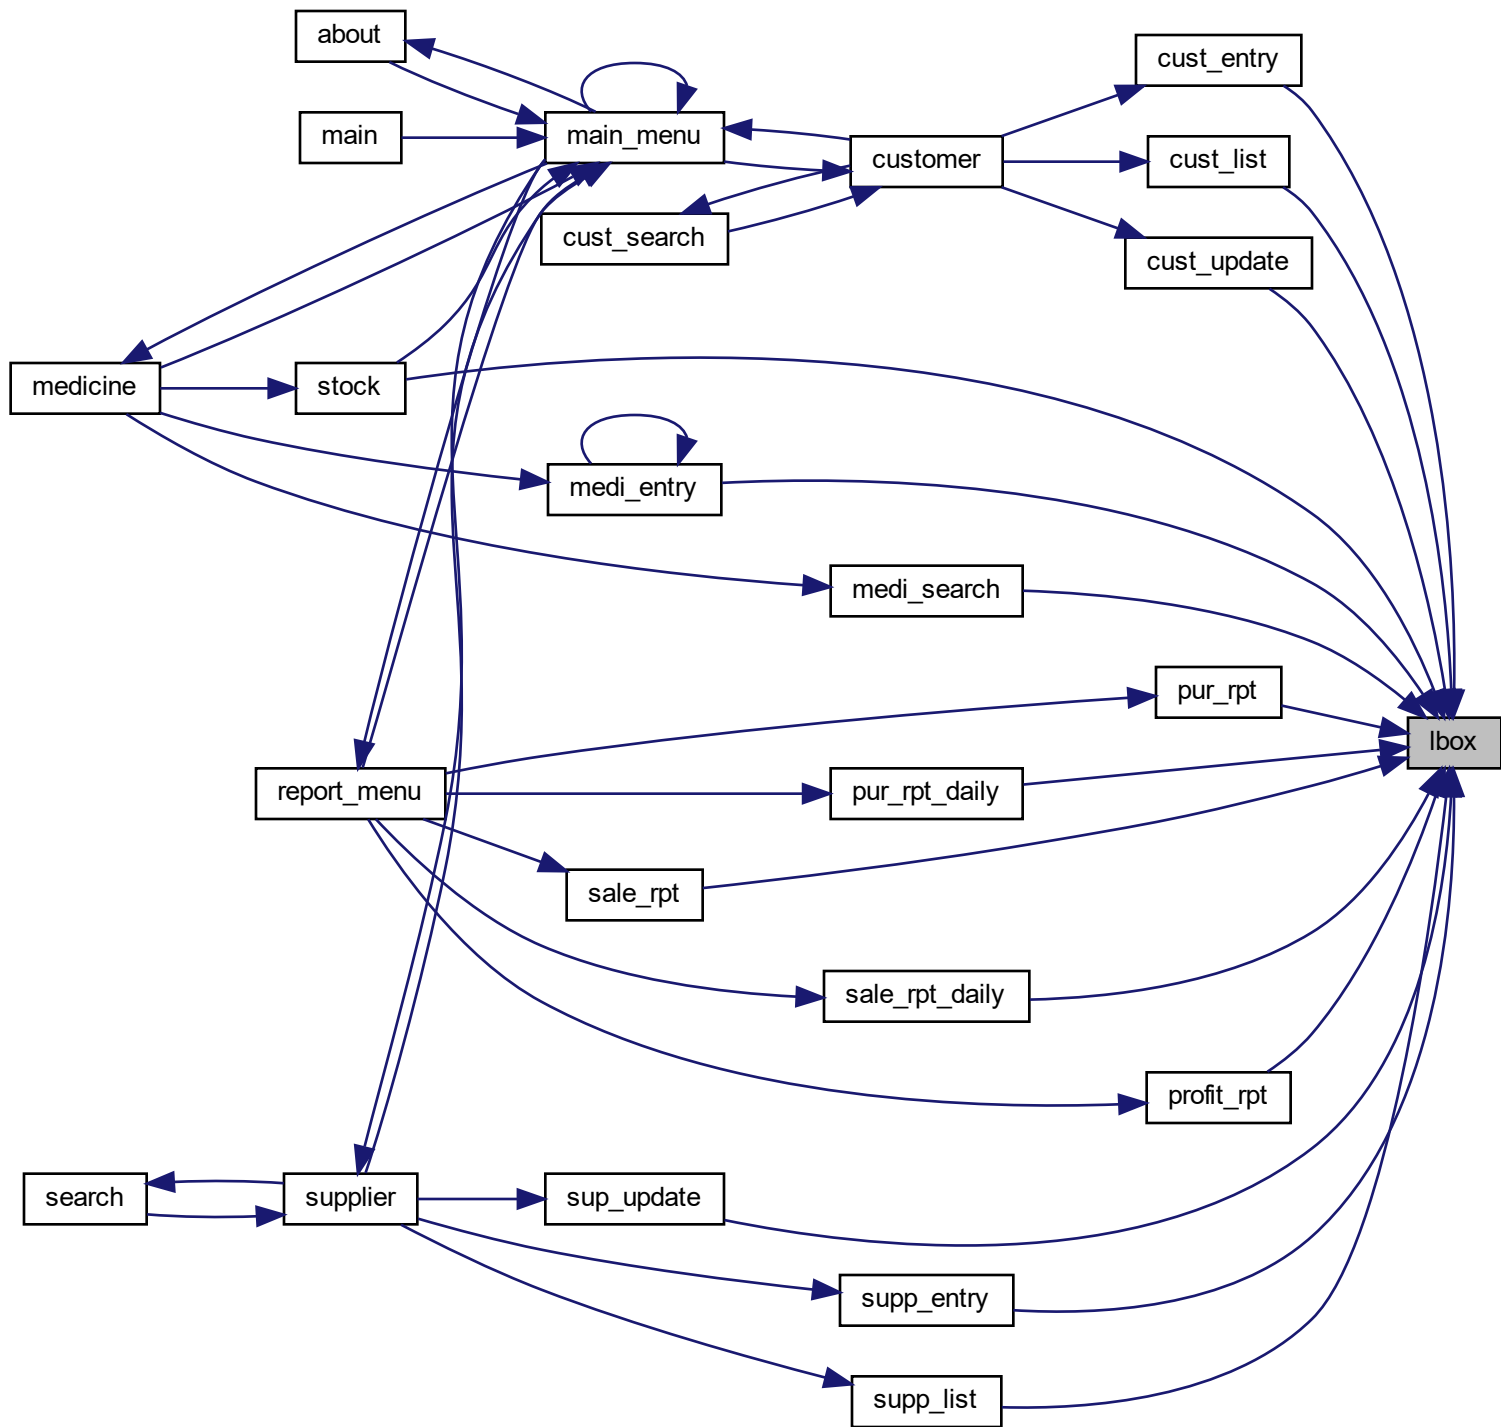 about
cust_entry
main
main_menu
customer
cust_list
cust_search
cust_update
medicine
stock
medi_entry
medi_search
pur_rpt
lbox
report_menu
pur_rpt_daily
sale_rpt
sale_rpt_daily
profit_rpt
search
supplier
sup_update
supp_entry
supp_list